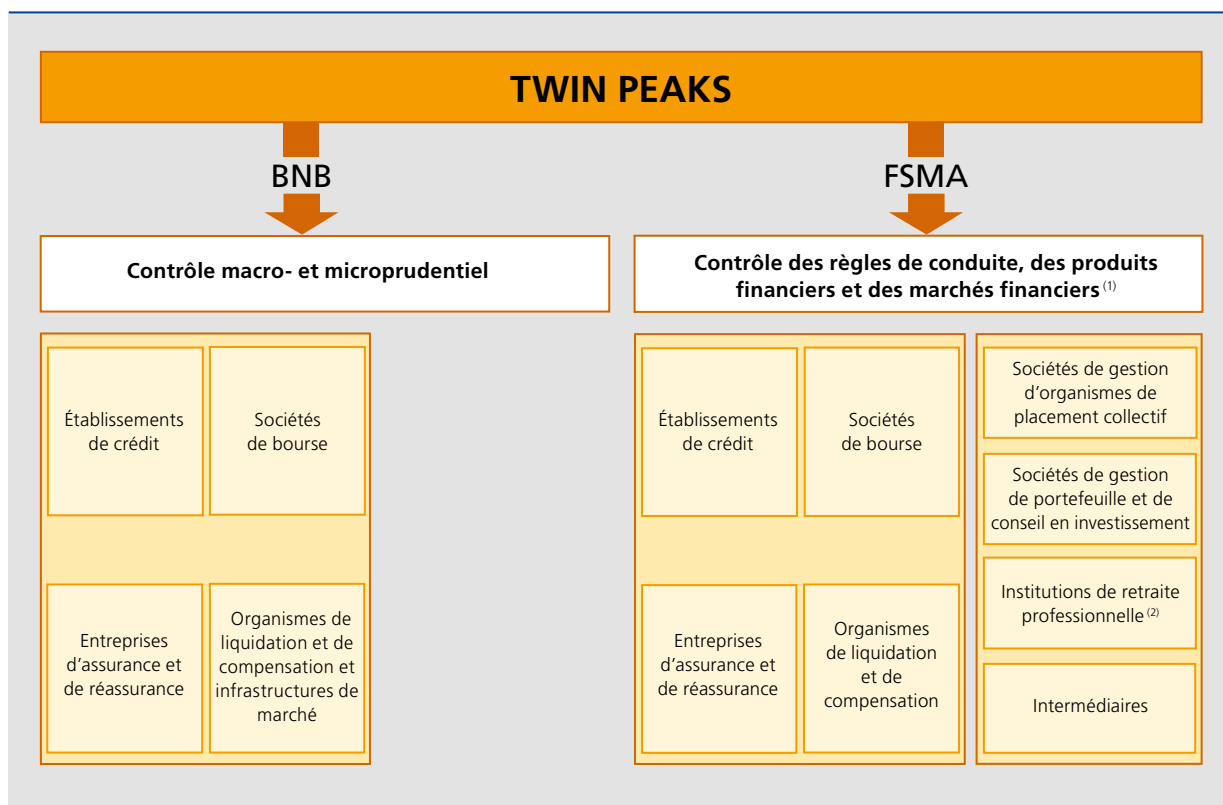 TWIN PEAKS
BNB
FSMA
Contrôle macro- et microprudentiel
Contrôle des règles de conduite, des produits
financiers et des marchés financiers (1)
Établissements
de crédit
Sociétés
de bourse
Entreprises
d'assurance et
de réassurance
Organismes de
liquidation et de
compensation et
infrastructures de
marché
Établissements
de crédit
Sociétés
de bourse
Entreprises
d'assurance et
de réassurance
Organismes
de liquidation
et de
compensation
Sociétés de gestion
d'organismes de
placement collectif
Sociétés de gestion
de portefeuille et de
conseil en investissement
Institutions de retraite
professionnelle (2)
Intermédiaires